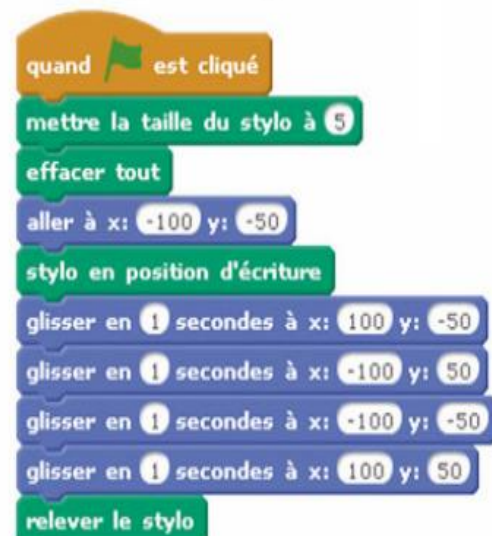 quand est cliqué
mettre la taille du stylo à 5
effacer tout
aller à x: -100 y: -50
stylo en position d'écriture
glisser en 1 secondes à x: 100 y: -50
glisser en 1 secondes à x: -100 y: 50
glisser en 1 secondes à x: -100 y: -50
glisser en 1 secondes à x: 100 y: 50
relever le stylo